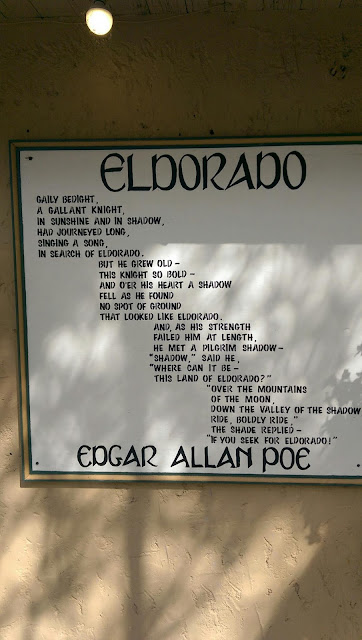 ELDORADO
GAILY BEDIGHT,
A GALLANT KNIGHT,
IN SUNSHINE AND IN SHADOW,
HAD JOURNEYED LONG,
SINGING A SONG,
IN SEARCH OF ELDORADO.
BUT HE GREW OLD –
THIS KNIGHT SO BOLD –
AND O'ER HIS HEART A SHADOW
FELL AS HE FOUND
NO SPOT OF GROUND
THAT LOOKED LIKE ELDORADO.
AND, AS HIS STRENGTH
FAILED HIM AT LENGTH,
HE MET A PILGRIM SHADOW –
"SHADOW," SAID HE,
"WHERE CAN IT BE –
THIS LAND OF ELDORADO?"
"OVER THE MOUNTAINS
OF THE MOON,
DOWN THE VALLEY OF THE SHADOW
RIDE, BOLDLY RIDE,"
THE SHADE REPLIED –
"IF YOU SEEK FOR ELDORADO!"
EDGAR ALLAN POE